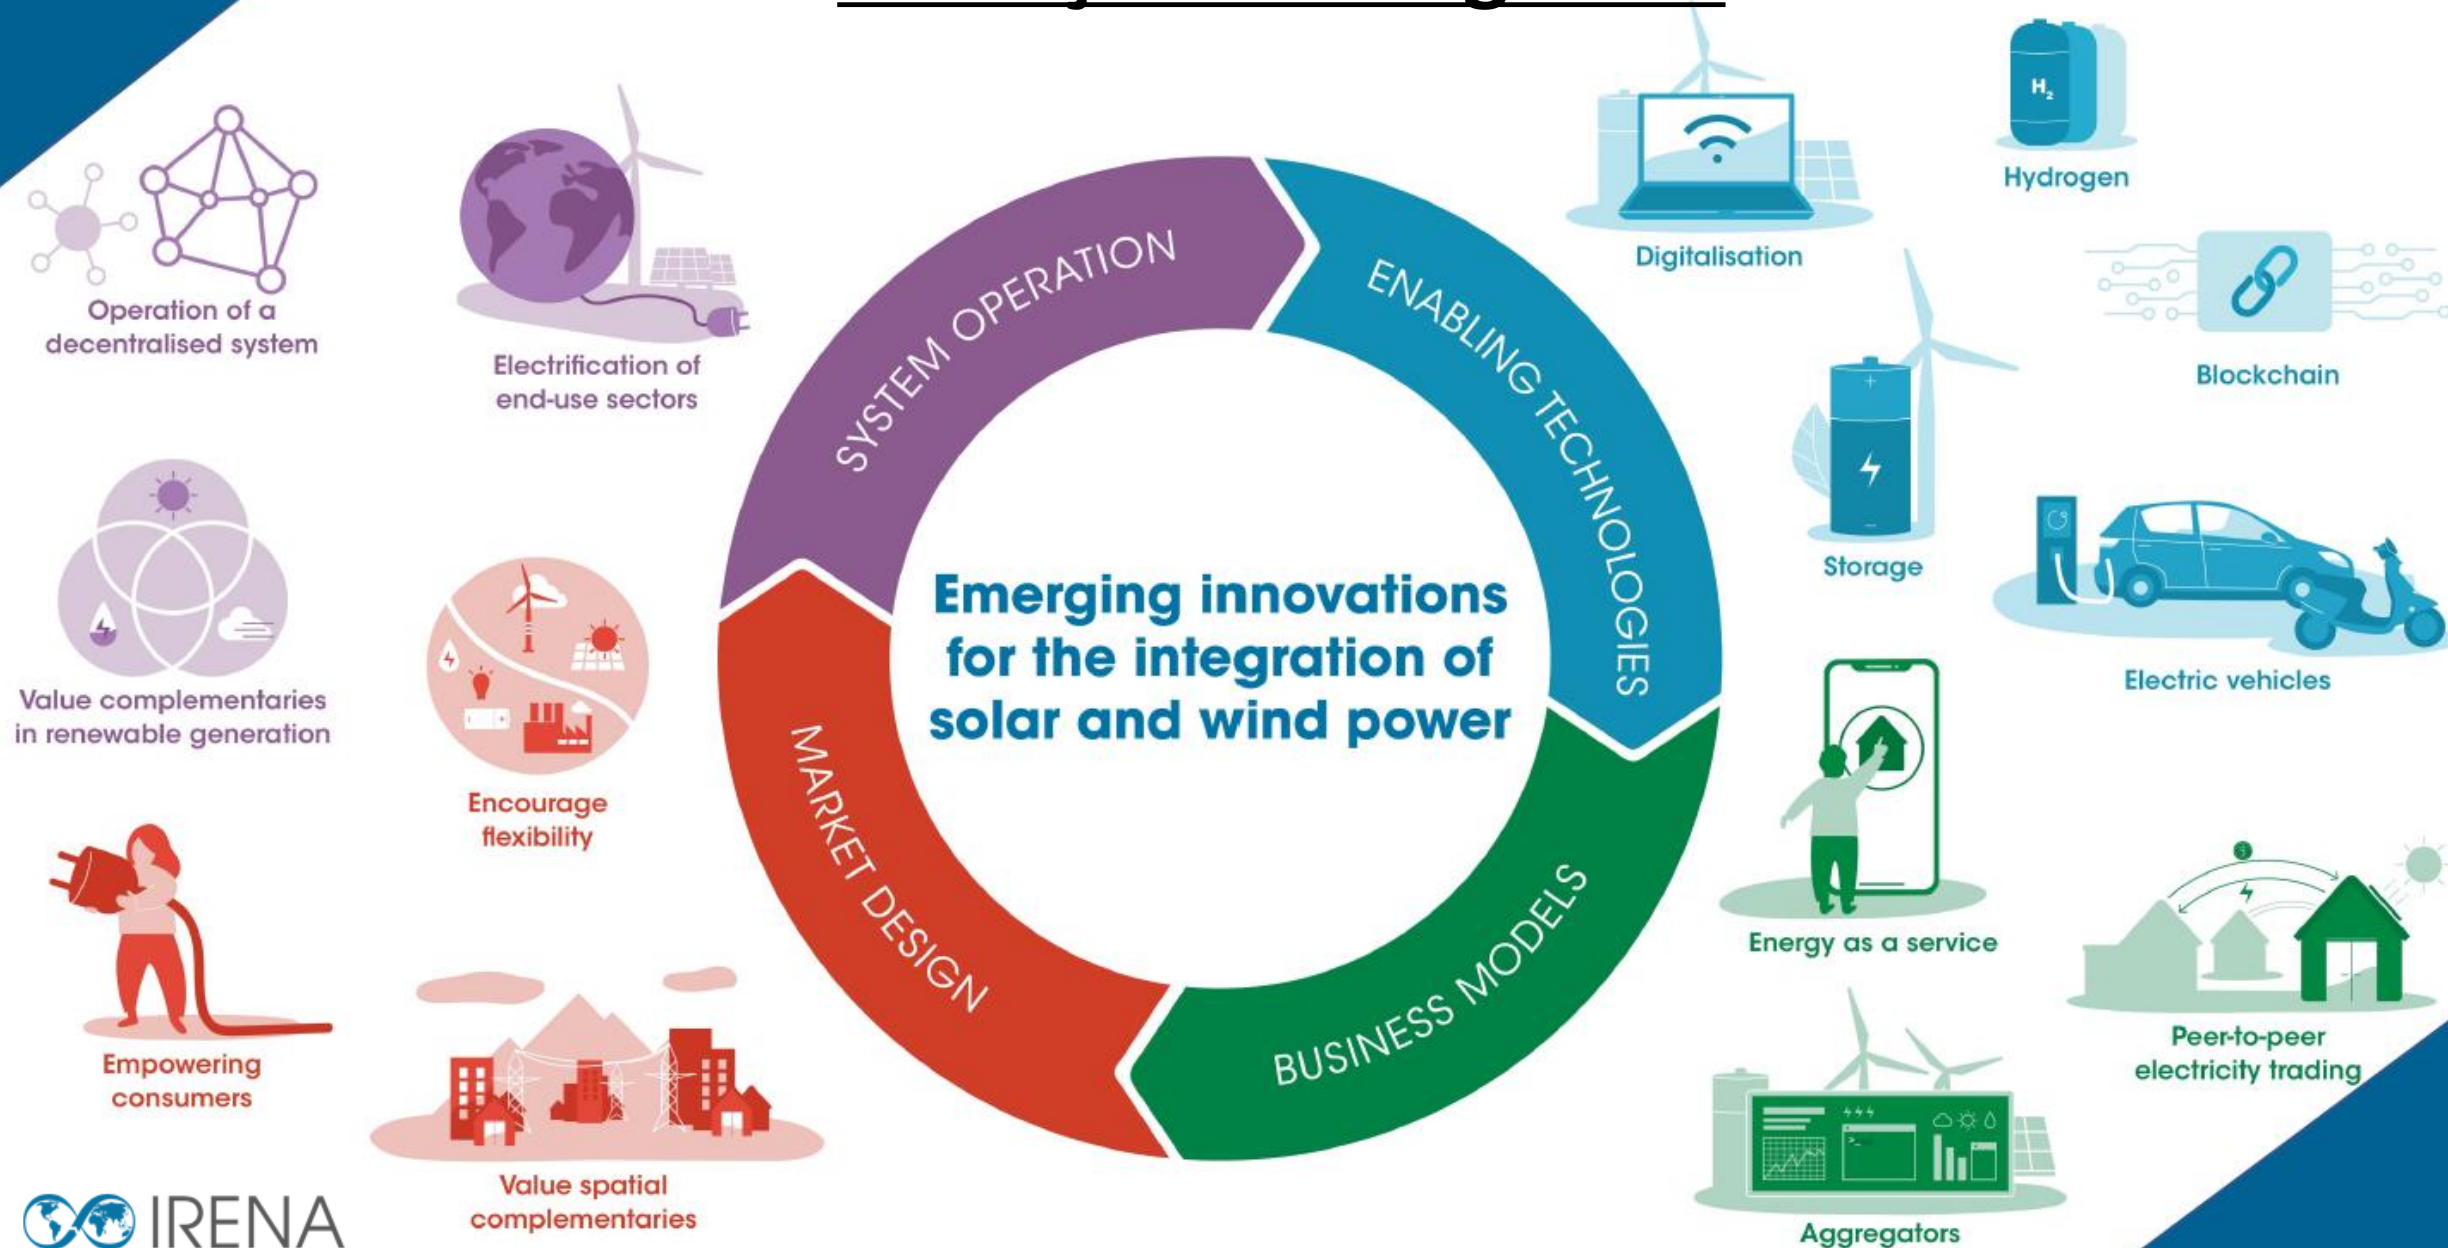 H2
Hydrogen
Digitalisation
Blockchain
Storage
Electric vehicles
Operation of a
decentralised system
Electrification of
end-use sectors
Value complementaries
in renewable generation
SYSTEM OPERATION
ENABLING TECHNOLOGIES
BUSINESS MODELS
MARKET DESIGN
Emerging innovations
for the integration of
solar and wind power
Encourage
flexibility
Empowering
consumers
Value spatial
complementaries
Energy as a service
Peer-to-peer
electricity trading
Aggregators
IRENA